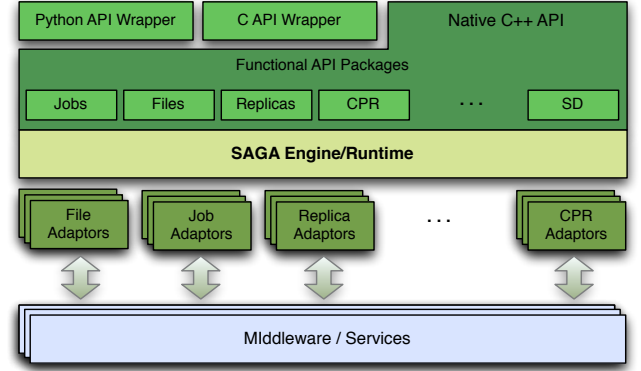 Python API Wrapper
C API Wrapper
Native C++ API
Functional API Packages
Jobs
Files
Replicas
CPR
. . .
SD
SAGA Engine/Runtime
File
Adaptors
Job
Adaptors
Replica
Adaptors
. . .
CPR
Adaptors
MIddleware / Services